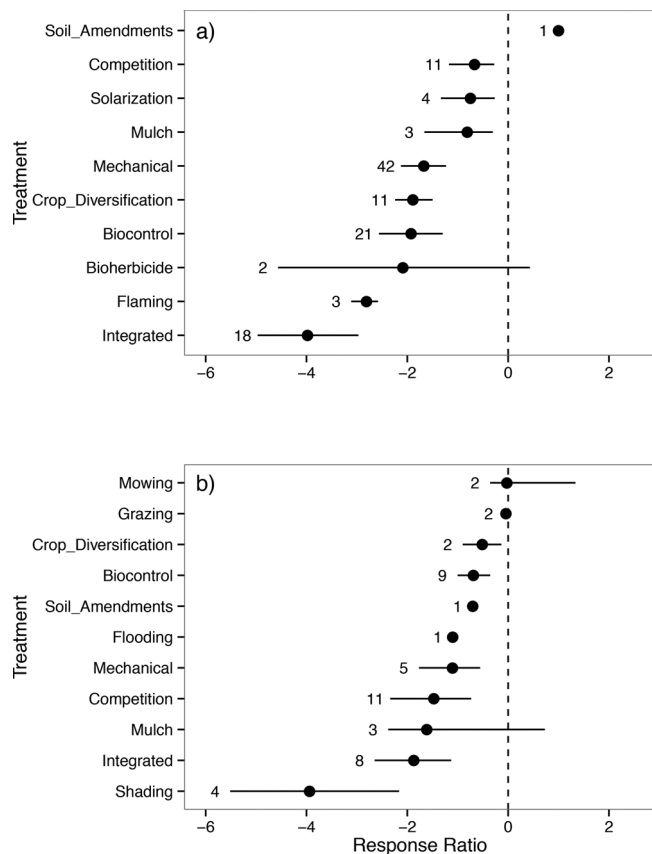 a)
Treatment
Soil_Amendments 1
Competition 11
Solarization 4
Mulch 3
Mechanical 42
Crop_Diversification 11
Biocontrol 21
Bioherbicide 2
Flaming 3
Integrated 18
−6 −4 −2 0 2
b)
Treatment
Mowing 2
Grazing 2
Crop_Diversification 2
Biocontrol 9
Soil_Amendments 1
Flooding 1
Mechanical 5
Competition 11
Mulch 3
Integrated 8
Shading 4
−6 −4 −2 0 2
Response Ratio